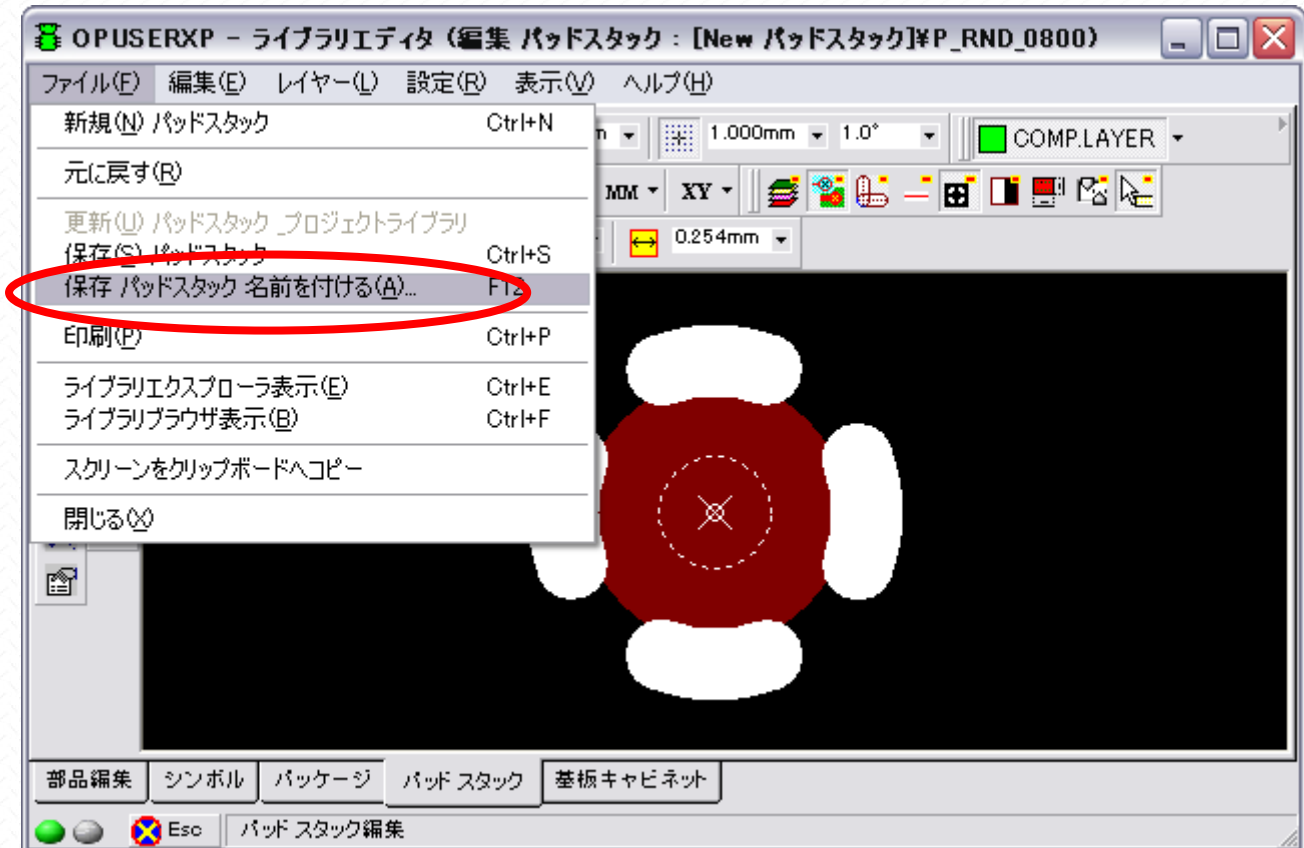 OPUSERXP - ライブラリエディタ (編集 パッドスタック : [New パッドスタック]¥P_RND_0800)
ファイル(F) 編集(E) レイヤー(L) 設定(R) 表示(V) ヘルプ(H)
新規(N) パッドスタック Ctrl+N
1.000mm 1.0° COMP.LAYER
元に戻す(R)
MM XY
更新(U) パッドスタック _プロジェクトライブラリ
0.254mm
保存(S) パッドスタック Ctrl+S
保存 パッドスタック 名前を付ける(A)... F12
印刷(P) Ctrl+P
ライブラリエクスプローラ表示(E) Ctrl+E
ライブラリブラウザ表示(B) Ctrl+F
スクリーンをクリップボードへコピー
閉じる(X)
部品編集 シンボル パッケージ パッド スタック 基板キャビネット
Esc パッド スタック編集